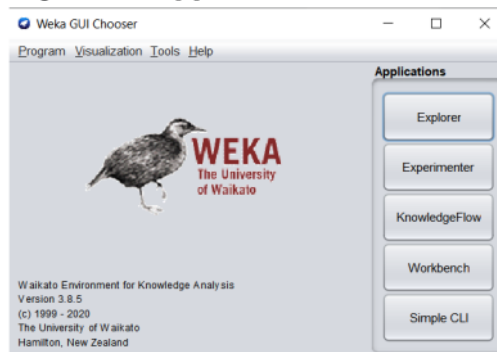 Weka GUI Chooser
Program Visualization Tools Help
Applications
WEKA
The University
of Waikato
Explorer
Experimenter
KnowledgeFlow
Workbench
Simple CLI
Waikato Environment for Knowledge Analysis
Version 3.8.5
(c) 1999 - 2020
The University of Waikato
Hamilton, New Zealand